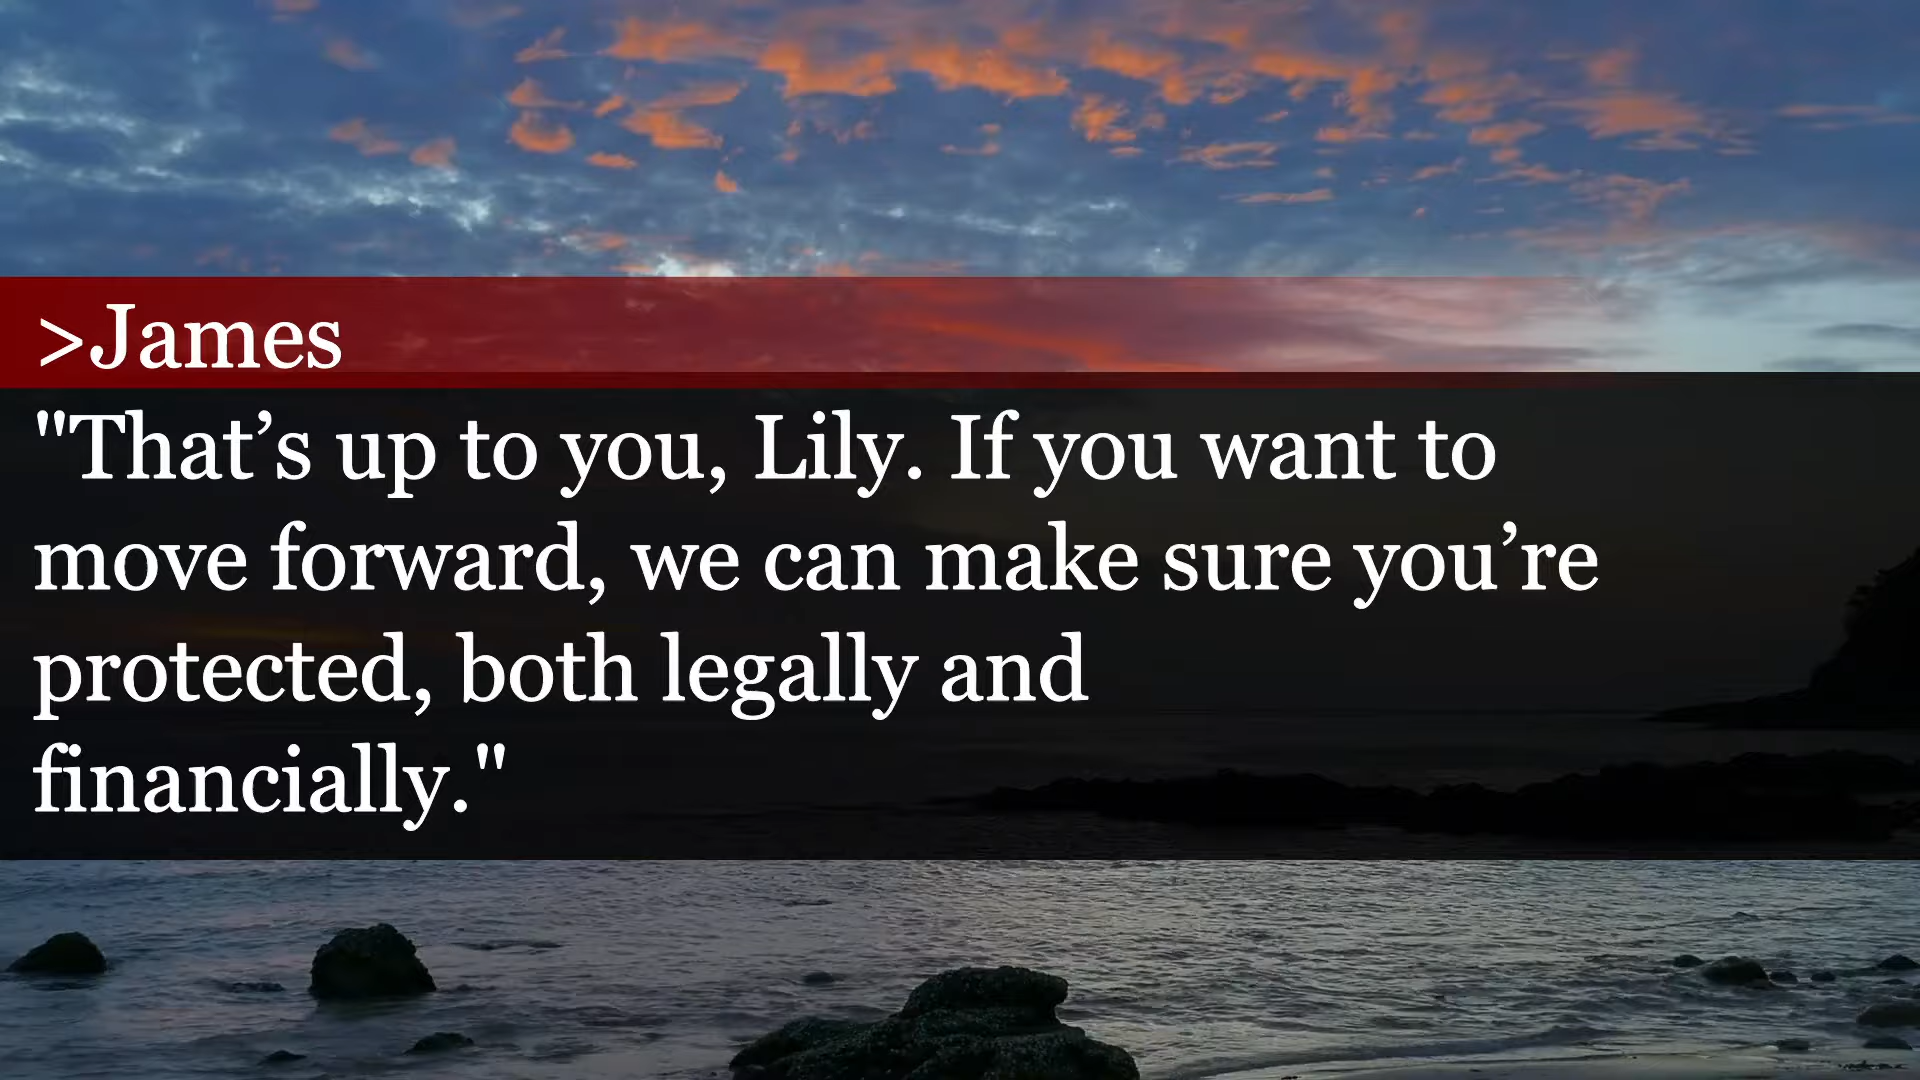 >James
"That’s up to you, Lily. If you want to
move forward, we can make sure you’re
protected, both legally and
financially."